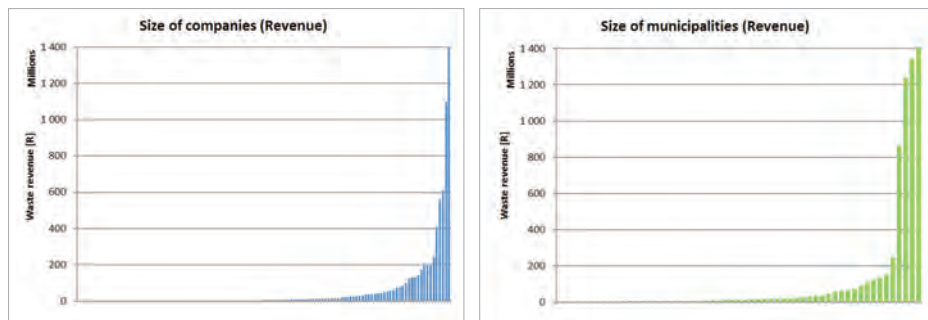 Size of companies (Revenue)
Millions
Waste revenue [R]
1 400
1 200
1 000
800
600
400
200
0
Size of municipalities (Revenue)
Millions
Waste revenue [R]
1 400
1 200
1 000
800
600
400
200
0